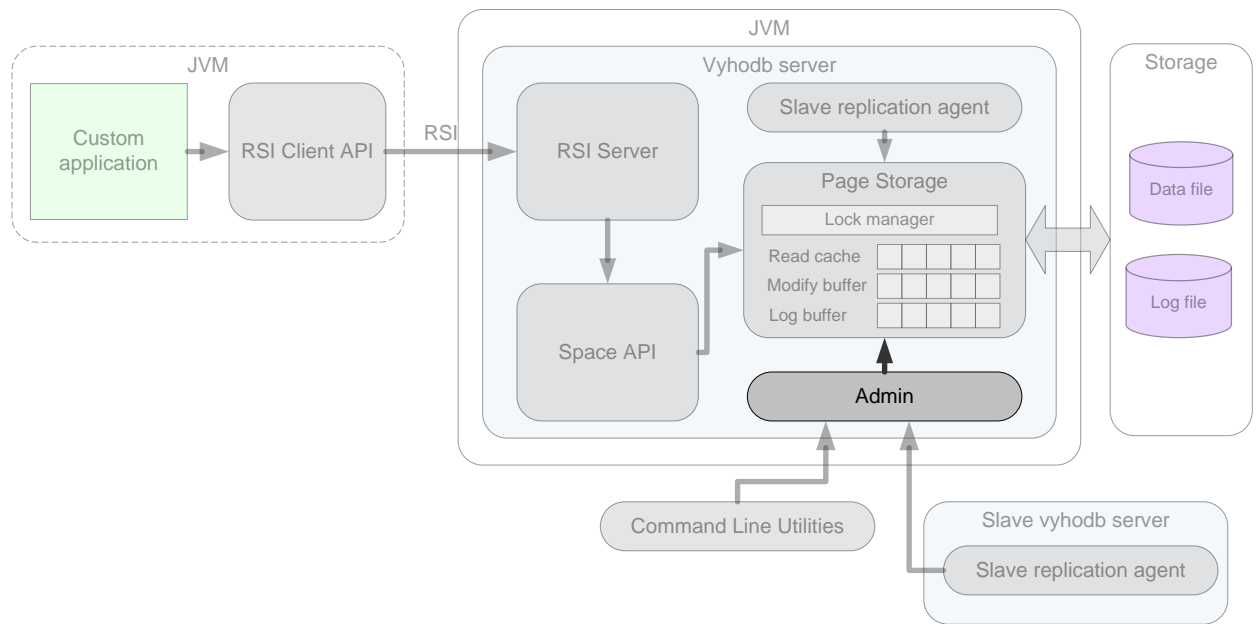 JVM
JVM
Vyhodb server
Storage
Custom
application
RSI Client API
RSI
RSI Server
Slave replication agent
Page Storage
Lock manager
Read cache
Modify buffer
Log buffer
Data file
Log file
Space API
Admin
Command Line Utilities
Slave vyhodb server
Slave replication agent